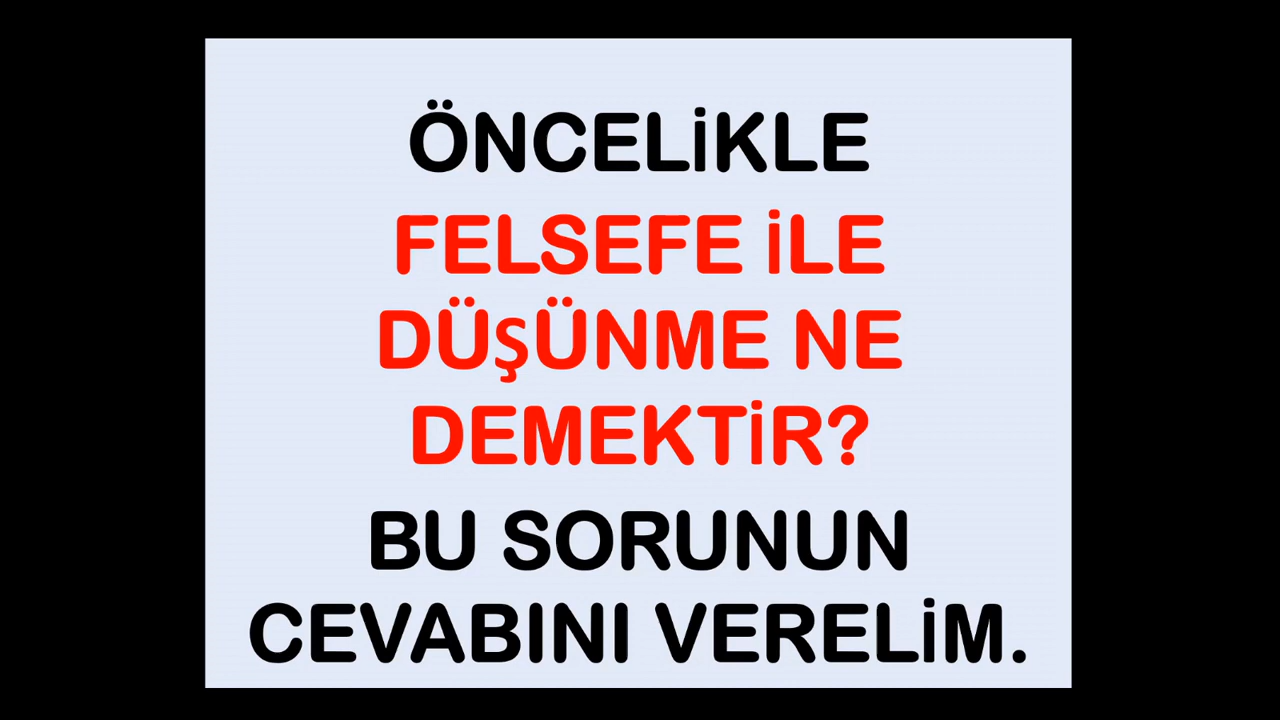 ÖNCELİKLE
FELSEFE İLE
DÜŞÜNME NE
DEMEKTİR?
BU SORUNUN
CEVABINI VERELİM.